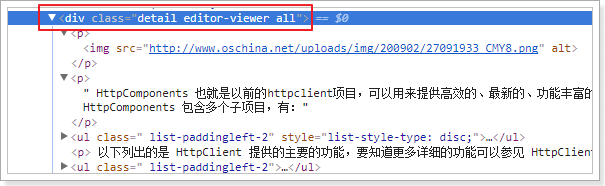 ▼<div class="detail editor-viewer all"> == $0
▼<p>
<img src="http://www.oschina.net/uploads/img/200902/27091933_CMY8.png" alt>
</p>
▼<p>
" HttpComponents 也就是以前的httpclient项目，可以用来提供高效的、最新的、功能丰富的
HttpComponents 包含多个子项目，有："
</p>
▶<ul class=" list-paddingleft-2" style="list-style-type: disc;">…</ul>
<p> 以下列出的是 HttpClient 提供的主要的功能，要知道更多详细的功能可以参见 HttpClien
▶<ul class=" list-paddingleft-2">…</ul>